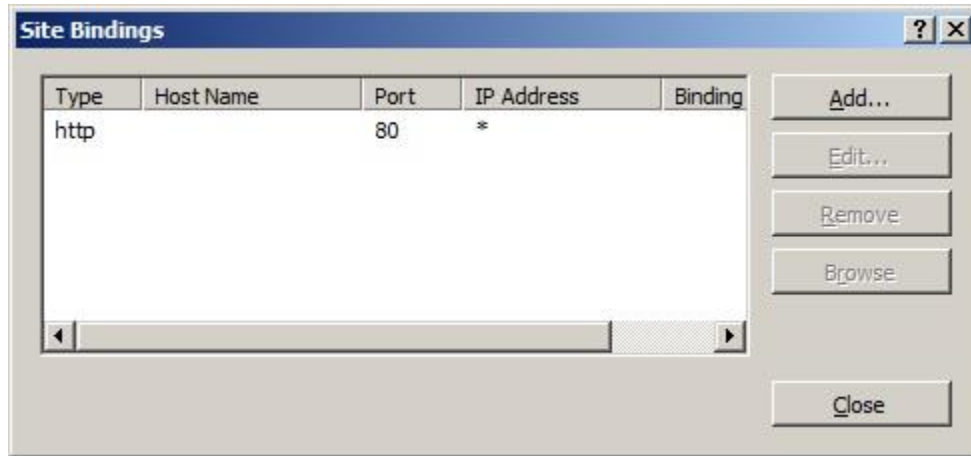 Site Bindings
Type Host Name Port IP Address Binding
http 80 *
Add...
Edit...
Remove
Browse
Close